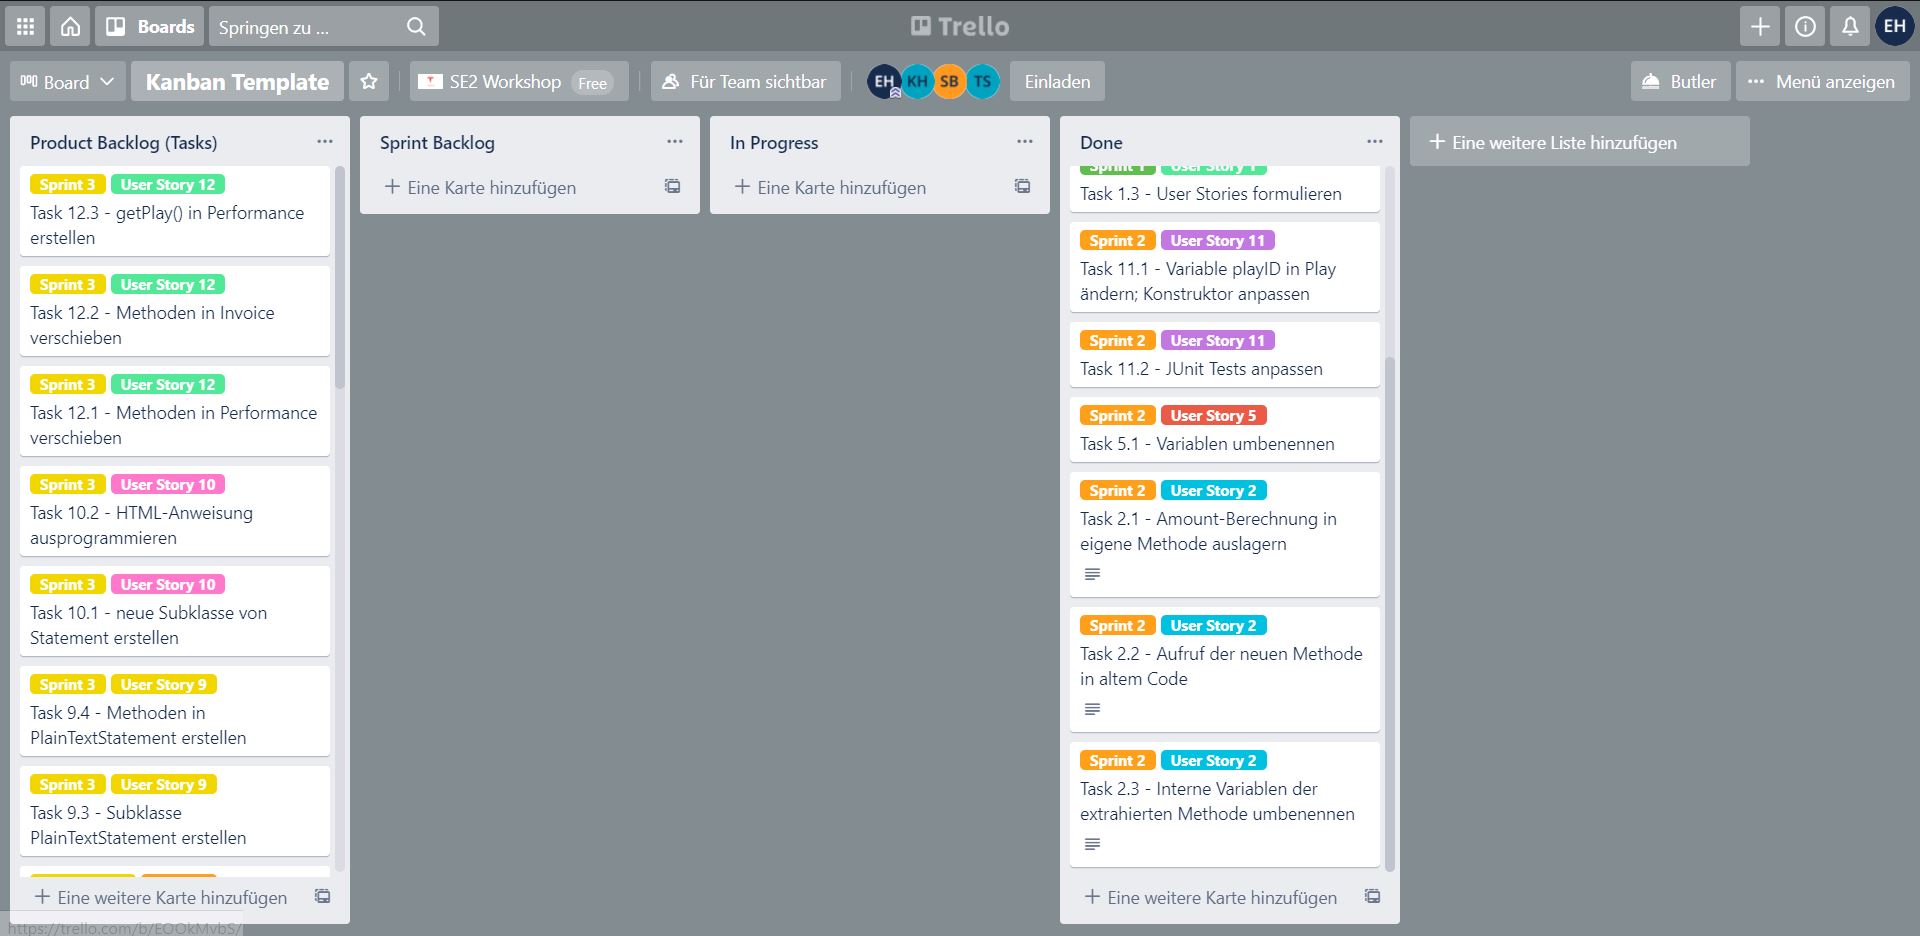 Boards
Springen zu ...
Trello
EH
Board
Kanban Template
SE2 Workshop Free
Für Team sichtbar
EH KH SB TS
Einladen
Butler
Menü anzeigen
Product Backlog (Tasks)
Sprint 3 User Story 12
Task 12.3 - getPlay() in Performance
erstellen
Sprint 3 User Story 12
Task 12.2 - Methoden in Invoice
verschieben
Sprint 3 User Story 12
Task 12.1 - Methoden in Performance
verschieben
Sprint 3 User Story 10
Task 10.2 - HTML-Anweisung
ausprogrammieren
Sprint 3 User Story 10
Task 10.1 - neue Subklasse von
Statement erstellen
Sprint 3 User Story 9
Task 9.4 - Methoden in
PlainTextStatement erstellen
Sprint 3 User Story 9
Task 9.3 - Subklasse
PlainTextStatement erstellen
Eine weitere Karte hinzufügen
https://trello.com/b/EOOkMvbS/
Sprint Backlog
Eine Karte hinzufügen
In Progress
Eine Karte hinzufügen
Done
Sprint 1 User Story 1
Task 1.3 - User Stories formulieren
Sprint 2 User Story 11
Task 11.1 - Variable playID in Play
ändern; Konstruktor anpassen
Sprint 2 User Story 11
Task 11.2 - JUnit Tests anpassen
Sprint 2 User Story 5
Task 5.1 - Variablen umbenennen
Sprint 2 User Story 2
Task 2.1 - Amount-Berechnung in
eigene Methode auslagern
Sprint 2 User Story 2
Task 2.2 - Aufruf der neuen Methode
in altem Code
Sprint 2 User Story 2
Task 2.3 - Interne Variablen der
extrahierten Methode umbenennen
Eine weitere Karte hinzufügen
Eine weitere Liste hinzufügen